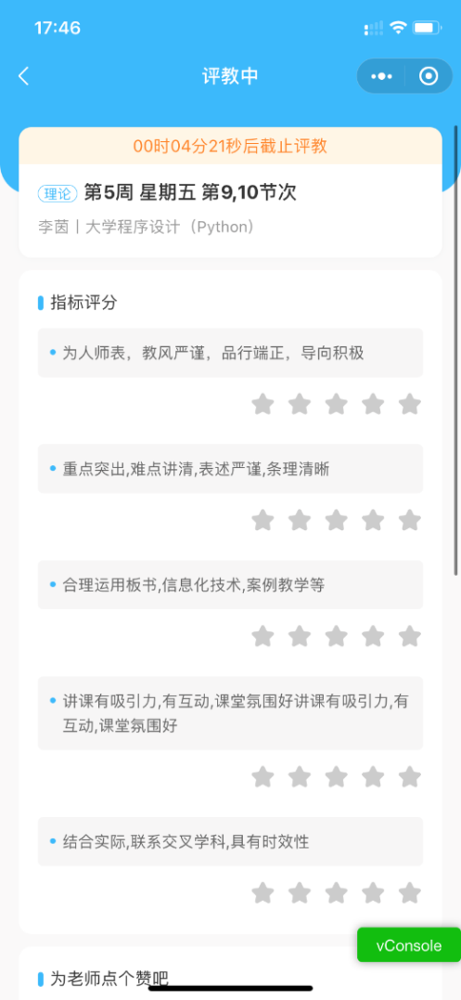 17:46
评教中
00时04分21秒后截止评教
理论 第5周 星期五 第9,10节次
李茵丨大学程序设计（Python）
指标评分
为人师表，教风严谨，品行端正，导向积极
重点突出,难点讲清,表述严谨,条理清晰
合理运用板书,信息化技术,案例教学等
讲课有吸引力,有互动,课堂氛围好讲课有吸引力,有
互动,课堂氛围好
结合实际,联系交叉学科,具有时效性
vConsole
为老师点个赞吧